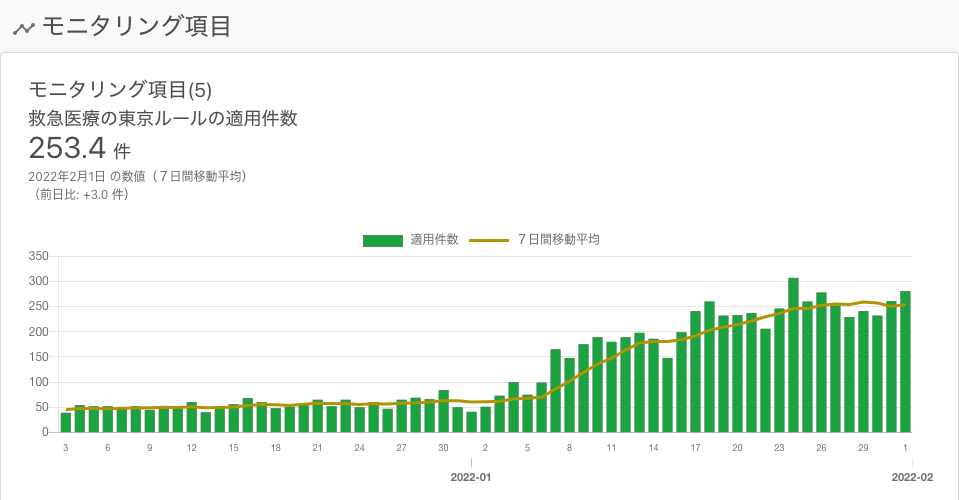 モニタリング項目
モニタリング項目(5)
救急医療の東京ルールの適用件数
253.4 件
2022年2月1日 の数値（７日間移動平均）
（前日比: +3.0 件）
適用件数 ７日間移動平均
350
300
250
200
150
100
50
0
3 6 9 12 15 18 21 24 27 30 2 5 8 11 14 17 20 23 26 29 1
2022-01 2022-02